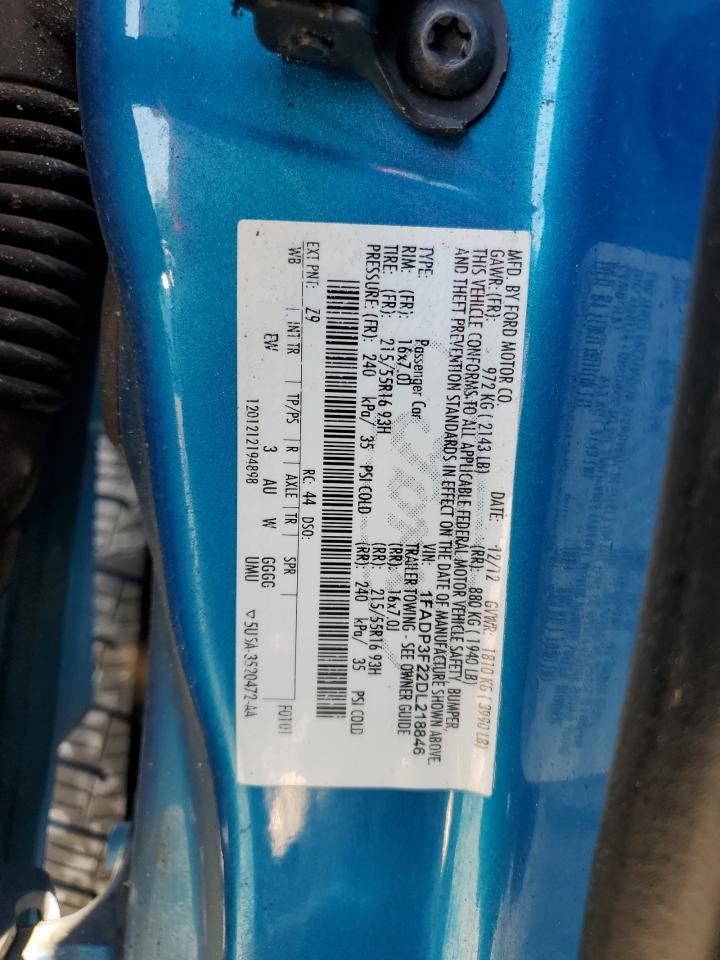 MFD. BY FORD MOTOR CO.
DATE: 12/12 GVWR: 1810 KG ( 3990 LB)
GAWR: (FR): 972 KG ( 2143 LB) (RR): 880 KG ( 1940 LB)
THIS VEHICLE CONFORMS TO ALL APPLICABLE FEDERAL MOTOR VEHICLE SAFETY, BUMPER,
AND THEFT PREVENTION STANDARDS IN EFFECT ON THE DATE OF MANUFACTURE SHOWN ABOVE.
VIN: 1FADP3F22DL218846
TYPE: Passenger Car TRAILER TOWING - SEE OWNER GUIDE
RIM: (FR): 16x7.0J (RR): 16x7.0J
TIRE: (FR): 215/55R16 93H (RR): 215/55R16 93H
PRESSURE: (FR): 240 kPa/ 35 PSI COLD (RR): 240 kPa/ 35 PSI COLD
EXT PNT: Z9 RC: 44 DSO: F0101
WB INT TR TP/PS R AXLE TR SPR
EW 3 AU W GGGG
1201212194898 UMU 5U5A-3520472-AA